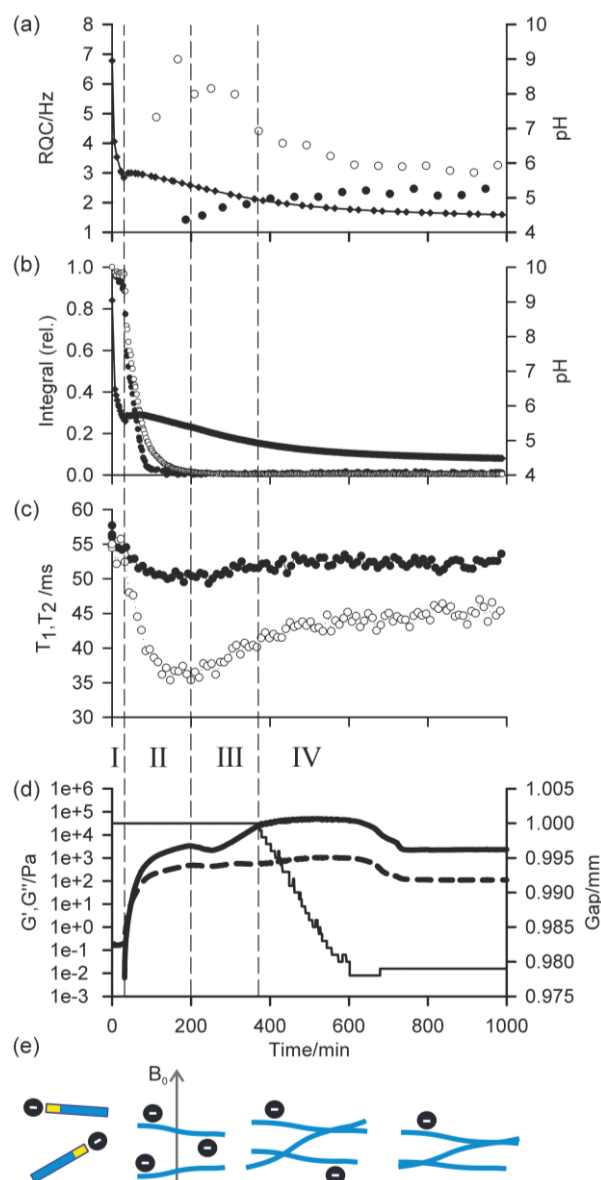 (a)
8
7
6
5
4
3
2
1
RQC/Hz
10
9
8
7
6
5
4
pH
(b)
1.0
0.8
0.6
0.4
0.2
0.0
Integral (rel.)
10
9
8
7
6
5
4
pH
(c)
60
55
50
45
40
35
30
T1,T2 /ms
I II III IV
(d)
1e+6
1e+5
1e+4
1e+3
1e+2
1e+1
1e+0
1e-1
1e-2
1e-3
G',G''/Pa
1.005
1.000
0.995
0.990
0.985
0.980
0.975
Gap/mm
0 200 400 600 800 1000
Time/min
(e)
B0